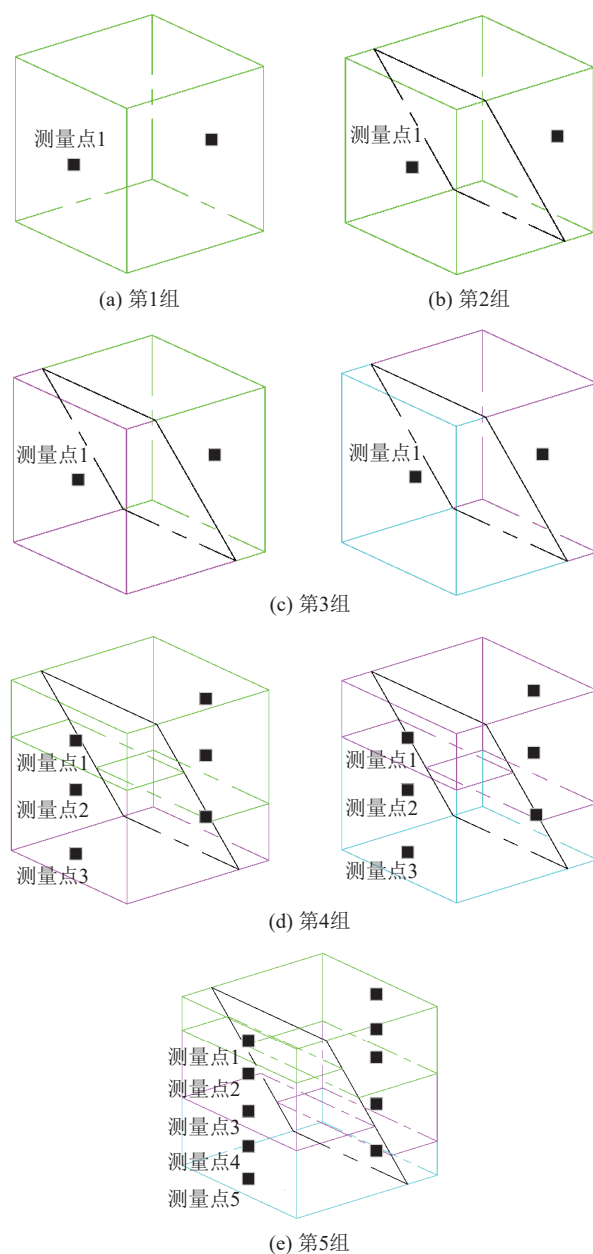 测量点1
测量点1
(a) 第1组
(b) 第2组
测量点1
测量点1
(c) 第3组
测量点1
测量点1
测量点2
测量点2
测量点3
测量点3
(d) 第4组
测量点1
测量点2
测量点3
测量点4
测量点5
(e) 第5组